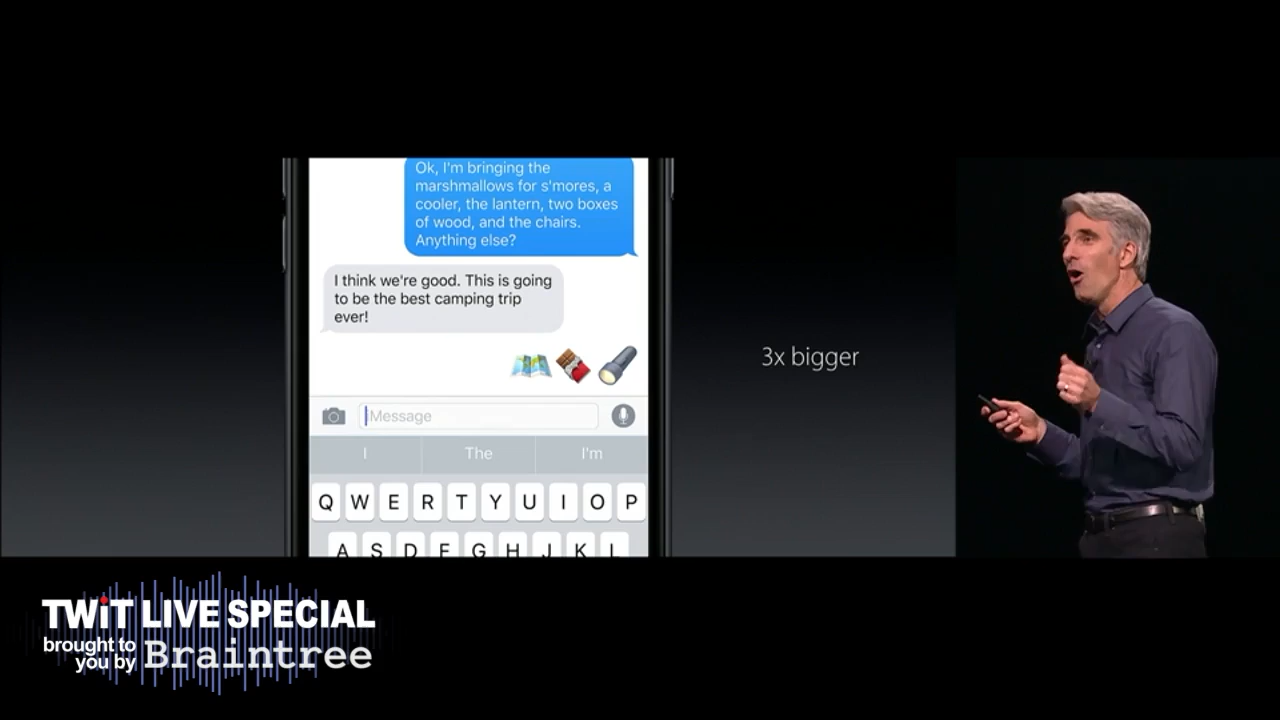 Ok, I'm bringing the
marshmallows for s'mores, a
cooler, the lantern, two boxes
of wood, and the chairs.
Anything else?
I think we're good. This is going
to be the best camping trip
ever!
3x bigger
Message
I The I'm
Q W E R T Y U I O P
A S D F G H J K L
TWiT LIVE SPECIAL
brought to
you by Braintree